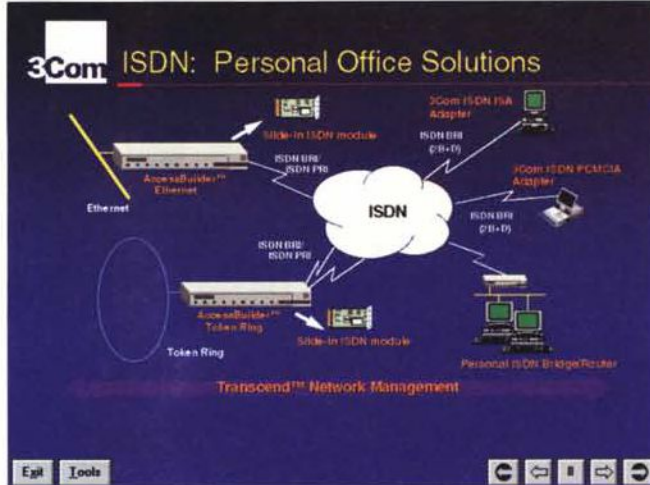 3Com
ISDN: Personal Office Solutions
Slide-In ISDN module
3Com ISDN ISA
Adapter
ISDN BRI
(2B+D)
ISDN BRI/
ISDN PRI
AccessBuilder™
Ethernet
Ethernet
3Com ISDN PCMCIA
Adapter
ISDN
ISDN BRI
(2B+D)
ISDN BRI/
ISDN PRI
AccessBuilder™
Token Ring
Slide-In ISDN module
Token Ring
Personal ISDN Bridge/Router
Transcend™ Network Management
Exit
Tools